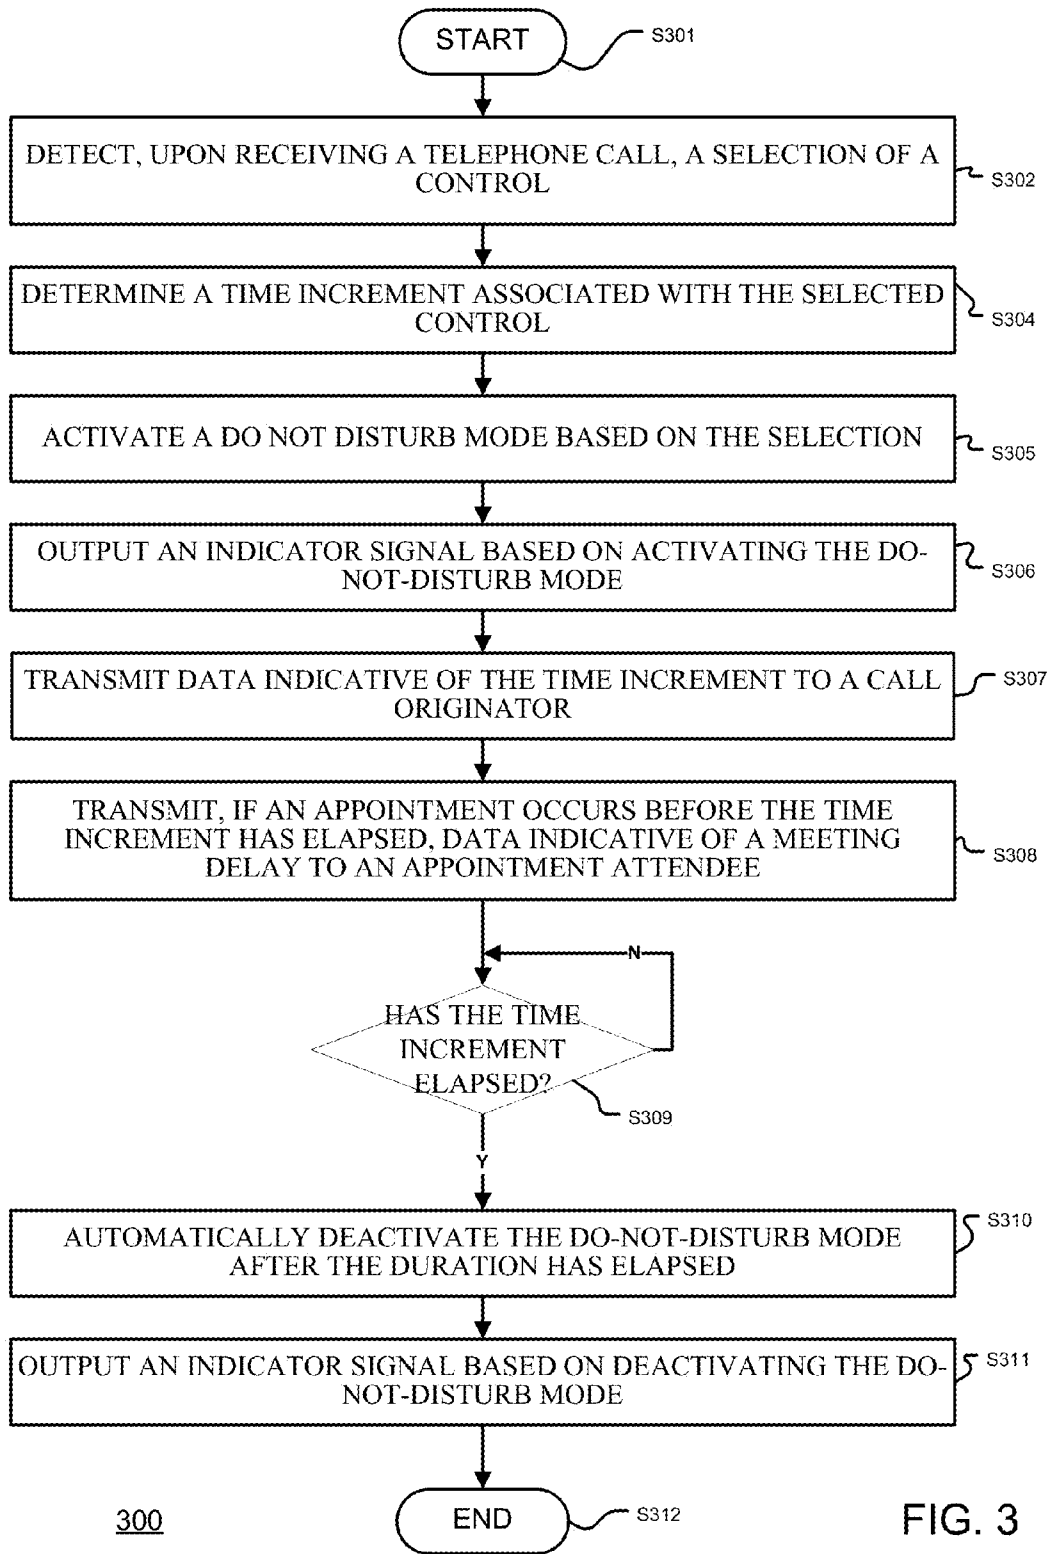 START
S301
DETECT, UPON RECEIVING A TELEPHONE CALL, A SELECTION OF A
CONTROL
S302
DETERMINE A TIME INCREMENT ASSOCIATED WITH THE SELECTED
CONTROL
S304
ACTIVATE A DO NOT DISTURB MODE BASED ON THE SELECTION
S305
OUTPUT AN INDICATOR SIGNAL BASED ON ACTIVATING THE DO-
NOT-DISTURB MODE
S306
TRANSMIT DATA INDICATIVE OF THE TIME INCREMENT TO A CALL
ORIGINATOR
S307
TRANSMIT, IF AN APPOINTMENT OCCURS BEFORE THE TIME
INCREMENT HAS ELAPSED, DATA INDICATIVE OF A MEETING
DELAY TO AN APPOINTMENT ATTENDEE
S308
N
HAS THE TIME
INCREMENT
ELAPSED?
S309
Y
AUTOMATICALLY DEACTIVATE THE DO-NOT-DISTURB MODE
AFTER THE DURATION HAS ELAPSED
S310
OUTPUT AN INDICATOR SIGNAL BASED ON DEACTIVATING THE DO-
NOT-DISTURB MODE
S311
END
S312
300
FIG. 3